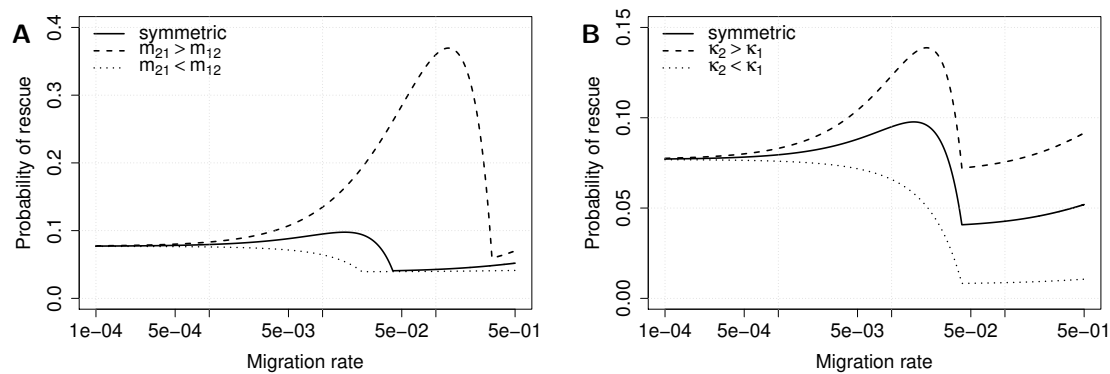 A
symmetric
m21 > m12
m21 < m12
Probability of rescue
0.0
0.1
0.2
0.3
0.4
1e−04
5e−04
5e−03
5e−02
5e−01
Migration rate
B
symmetric
κ2 > κ1
κ2 < κ1
Probability of rescue
0.00
0.05
0.10
0.15
1e−04
5e−04
5e−03
5e−02
5e−01
Migration rate